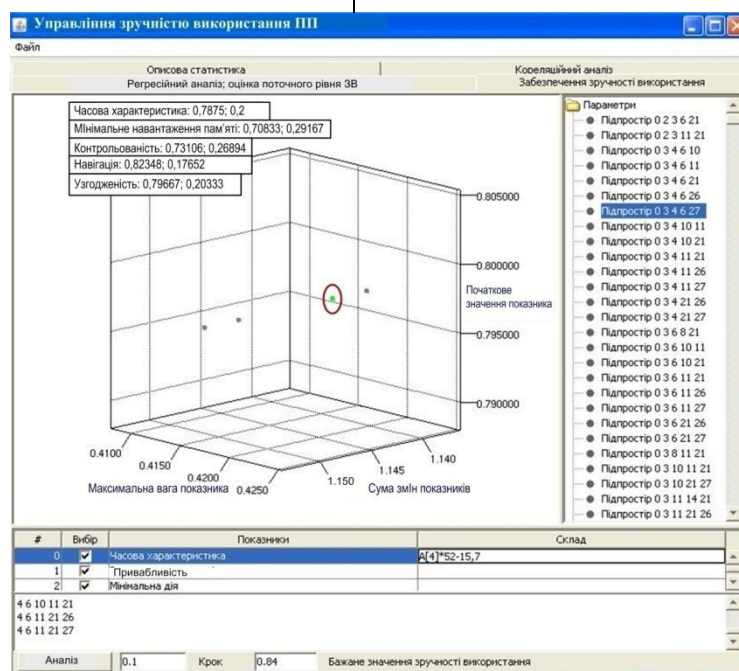 Управління зручністю використання ПП
Файл
Описова статистика
Кореляційний аналіз
Регресійний аналіз; оцінка поточного рівня ЗВ
Забезпечення зручності використання
Часова характеристика: 0,7875; 0,2
Мінімальне навантаження пам'яті: 0,70833; 0,29167
Контрольованість: 0,73106; 0,26894
Навігація: 0,82348; 0,17652
Узгодженість: 0,79667; 0,20333
0.805000
0.800000
Початкове
значення показника
0.795000
0.790000
0.4100
0.4150
0.4200
0.4250
1.150
1.145
1.140
Максимальна вага показника
Сума змін показників
Параметри
Підпростір 0 2 3 6 21
Підпростір 0 2 3 11 21
Підпростір 0 3 4 6 10
Підпростір 0 3 4 6 11
Підпростір 0 3 4 6 21
Підпростір 0 3 4 6 26
Підпростір 0 3 4 6 27
Підпростір 0 3 4 10 11
Підпростір 0 3 4 10 21
Підпростір 0 3 4 11 21
Підпростір 0 3 4 11 26
Підпростір 0 3 4 11 27
Підпростір 0 3 4 21 26
Підпростір 0 3 4 21 27
Підпростір 0 3 6 8 21
Підпростір 0 3 6 10 11
Підпростір 0 3 6 10 21
Підпростір 0 3 6 11 21
Підпростір 0 3 6 11 26
Підпростір 0 3 6 11 27
Підпростір 0 3 6 21 26
Підпростір 0 3 6 21 27
Підпростір 0 3 8 11 21
Підпростір 0 3 10 11 21
Підпростір 0 3 10 21 27
Підпростір 0 3 11 14 21
Підпростір 0 3 11 21 26
# Вибір Показники Склад
0 Часова характеристика A[4]*S2-15,7
1 Привабливість
2 Мінімальна дія
4 6 10 11 21
4 6 11 21 26
4 6 11 21 27
Аналіз 0.1 Крок 0.84 Бажане значення зручності використання